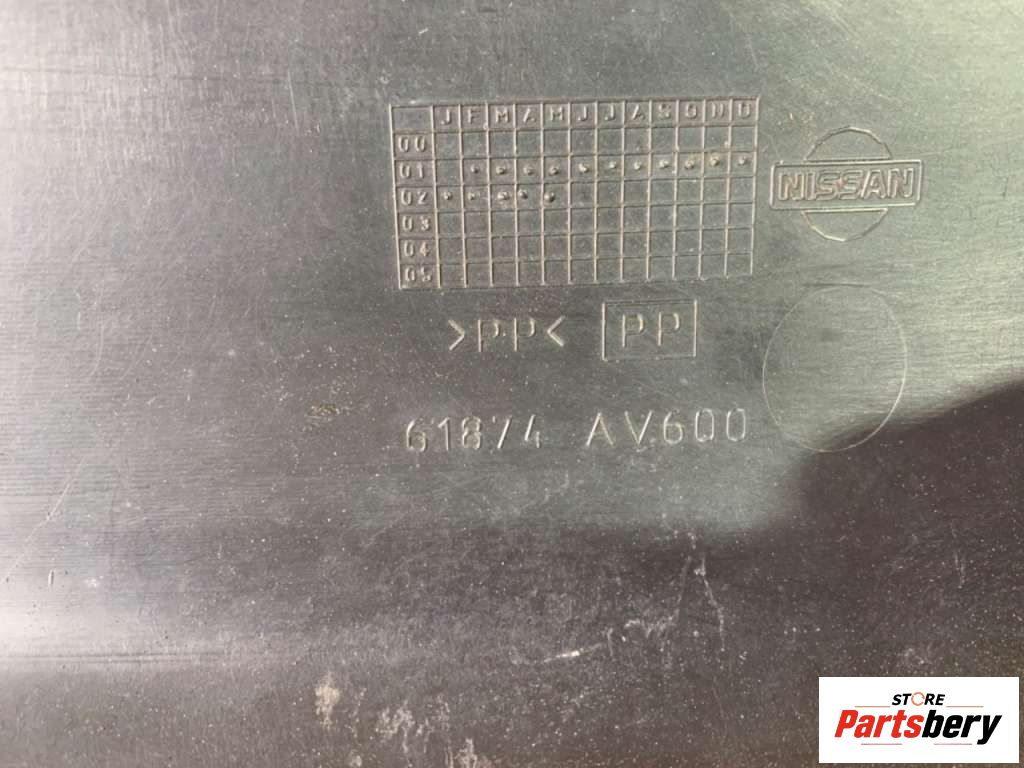 J F M A M J J A S O N D
00
01
02
03
04
05
NISSAN
>PP< PP
61874 AV600
STORE
Partsbery